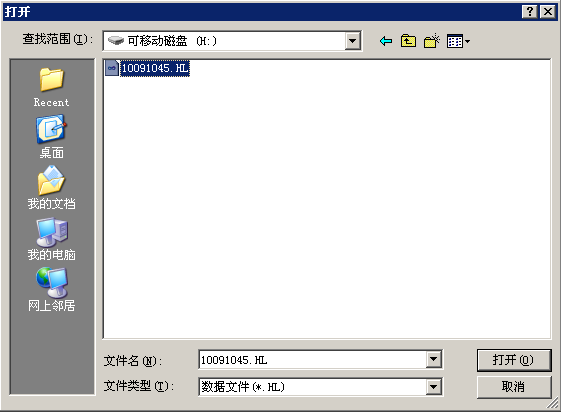 打开
查找范围(I):
可移动磁盘 (H:)
10091045.HL
Recent
桌面
我的文档
我的电脑
网上邻居
文件名(N):
10091045.HL
打开(O)
文件类型(T):
数据文件(*.HL)
取消